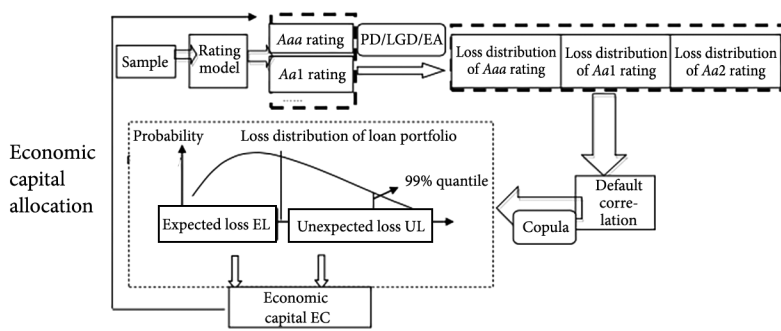 Sample
Rating
model
Aaa rating
Aa1 rating
......
PD/LGD/EA
Loss distribution
of Aaa rating
Loss distribution
of Aa1 rating
Loss distribution
of Aa2 rating
Economic
capital
allocation
Probability
Loss distribution of loan portfolio
99% quantile
Expected loss EL
Unexpected loss UL
Default
corre-
lation
Copula
Economic
capital EC